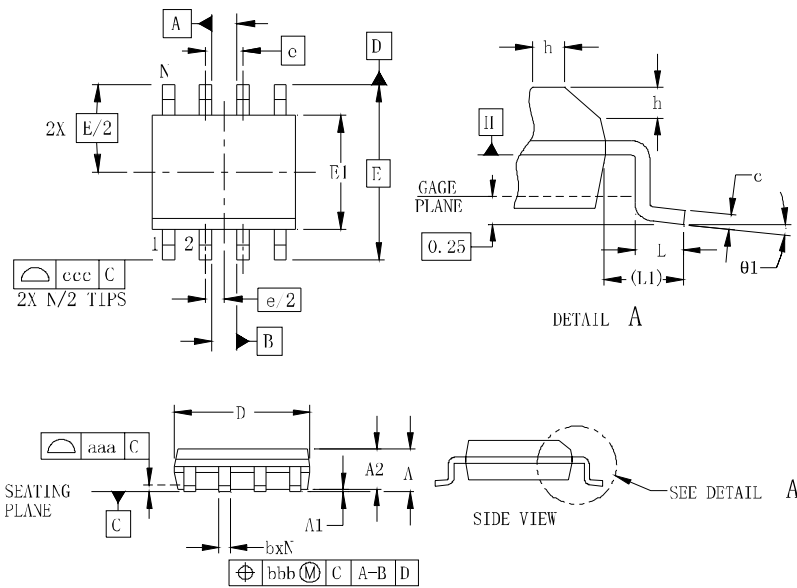 A
e
D
N
2X E/2
E1
E
1 2
ccc C
2X N/2 TIPS
e/2
B
h
h
H
GAGE
PLANE
0.25
c
L
(L1)
θ1
DETAIL A
D
aaa C
A2
A
SEATING
PLANE
C
A1
bxN
bbb Ⓜ C A-B D
SIDE VIEW
SEE DETAIL A